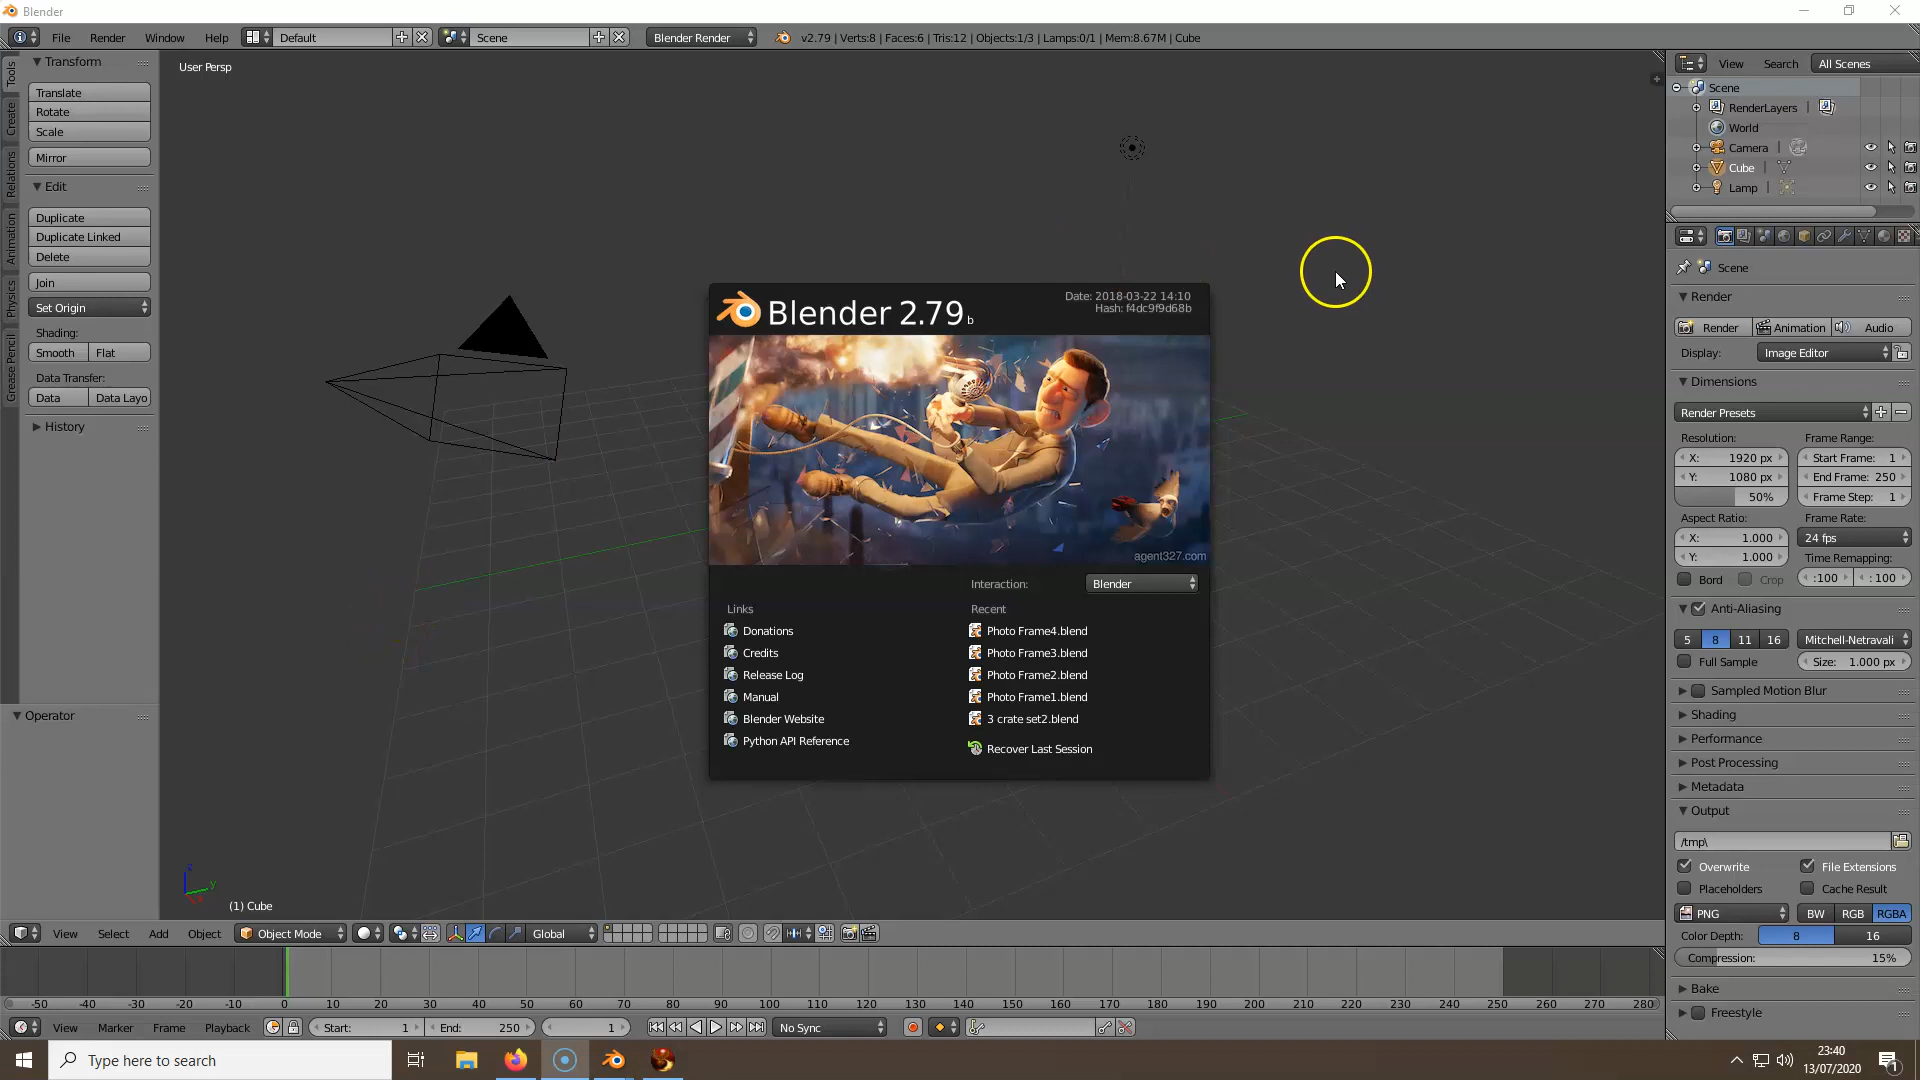 Blender
File Render Window Help Default Scene Blender Render v2.79 | Verts:8 | Faces:6 | Tris:12 | Objects:1/3 | Lamps:0/1 | Mem:8.67M | Cube
Tools
Create
Relations
Animation
Physics
Grease Pencil
Transform
Translate
Rotate
Scale
Mirror
Edit
Duplicate
Duplicate Linked
Delete
Join
Set Origin
Shading:
Smooth Flat
Data Transfer:
Data Data Layo
History
Operator
User Persp
Blender 2.79 b
Date: 2018-03-22 14:10
Hash: f4dc9f9d68b
agent327.com
Interaction: Blender
Links
Donations
Credits
Release Log
Manual
Blender Website
Python API Reference
Recent
Photo Frame4.blend
Photo Frame3.blend
Photo Frame2.blend
Photo Frame1.blend
3 crate set2.blend
Recover Last Session
z
y
x
(1) Cube
View Select Add Object Object Mode Global
View Search All Scenes
Scene
RenderLayers |
World
Camera |
Cube |
Lamp |
Scene
Render
Render Animation Audio
Display: Image Editor
Dimensions
Render Presets
Resolution: Frame Range:
X: 1920 px Start Frame: 1
Y: 1080 px End Frame: 250
50% Frame Step: 1
Aspect Ratio: Frame Rate:
X: 1.000 24 fps
Y: 1.000 Time Remapping:
Bord Crop :100 : 100
Anti-Aliasing
5 8 11 16 Mitchell-Netravali
Full Sample Size: 1.000 px
Sampled Motion Blur
Shading
Performance
Post Processing
Metadata
Output
/tmp\
Overwrite File Extensions
Placeholders Cache Result
PNG BW RGB RGBA
Color Depth: 8 16
Compression: 15%
Bake
Freestyle
-50 -40 -30 -20 -10 0 10 20 30 40 50 60 70 80 90 100 110 120 130 140 150 160 170 180 190 200 210 220 230 240 250 260 270 280
View Marker Frame Playback Start: 1 End: 250 1 No Sync
Type here to search
23:40
13/07/2020
1